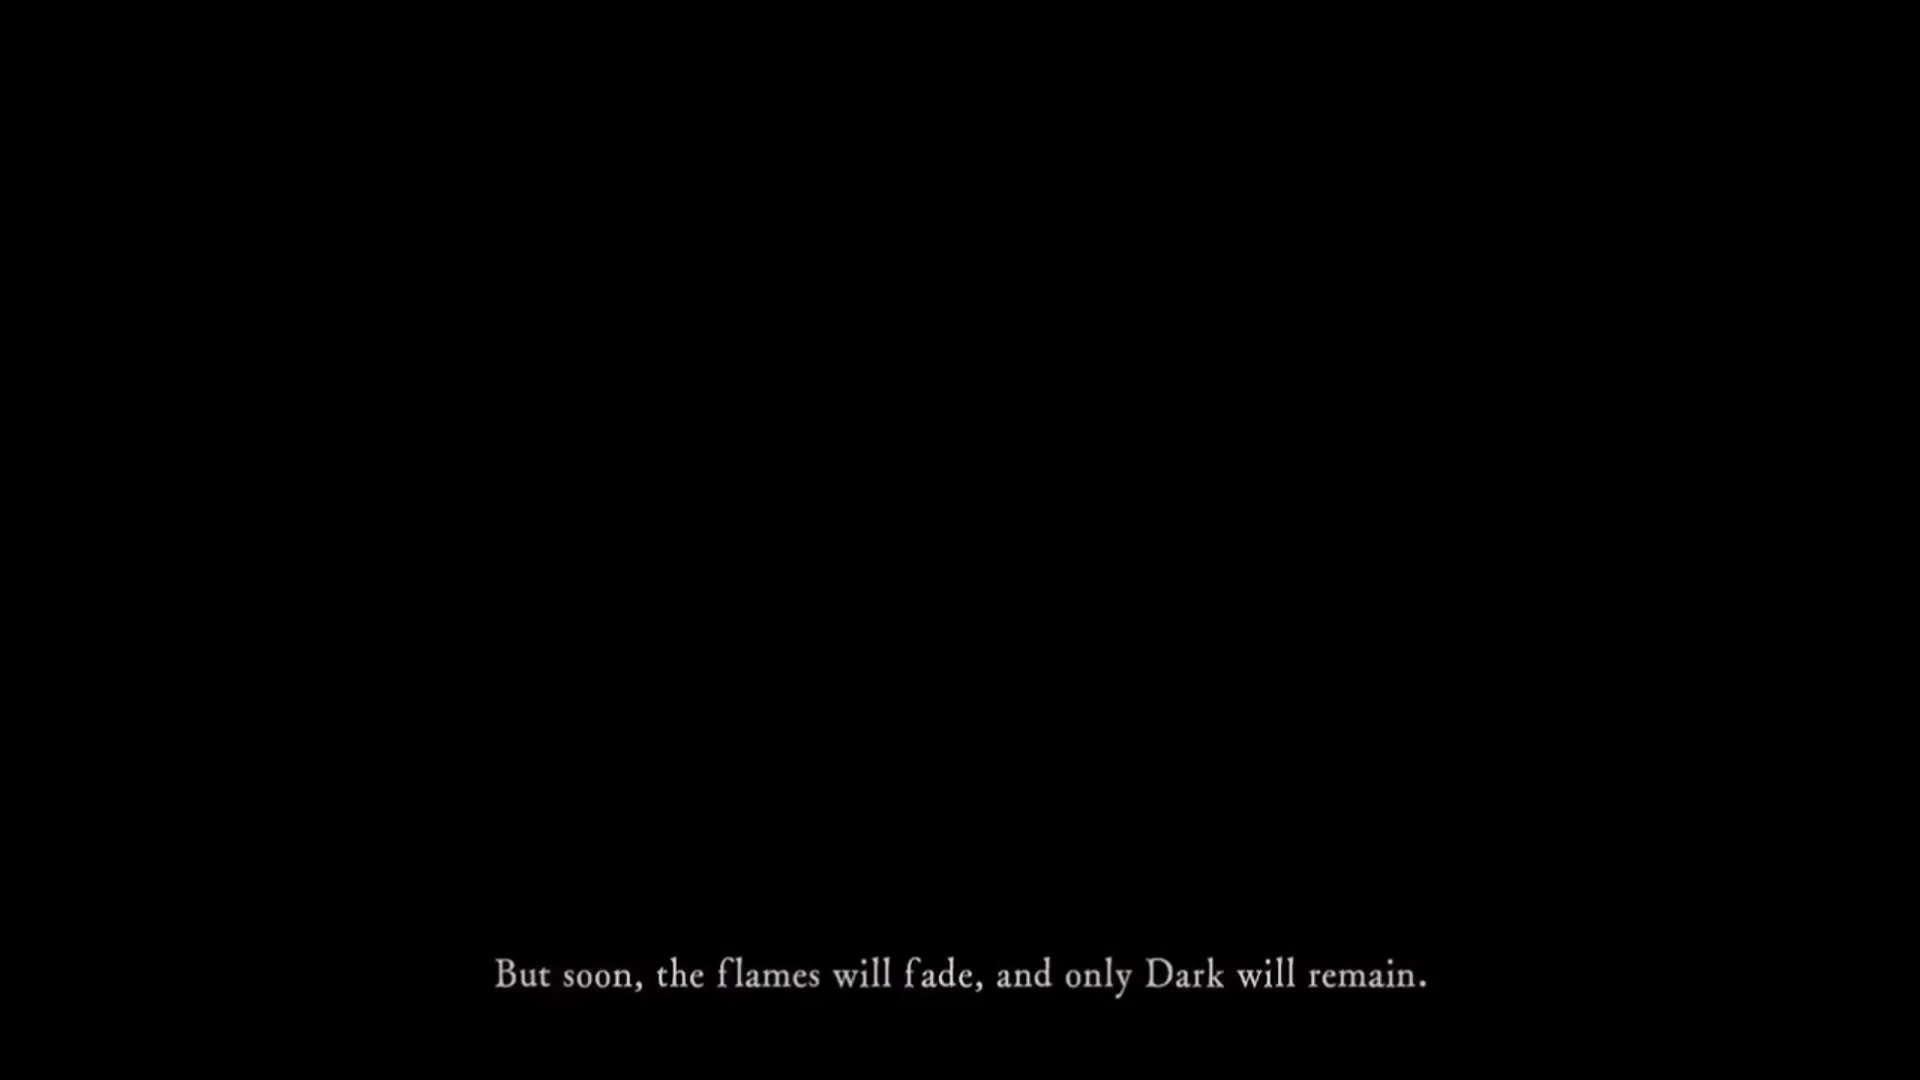 But soon, the flames will fade, and only Dark will remain.